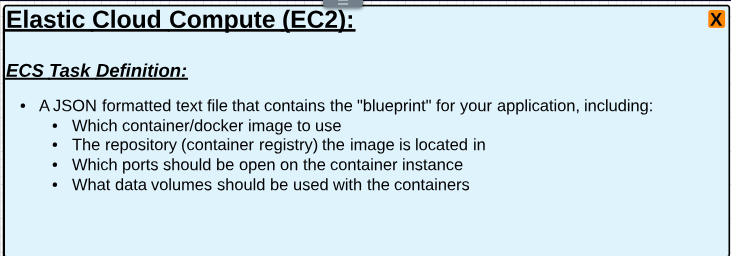 Elastic Cloud Compute (EC2):
X
ECS Task Definition:
• A JSON formatted text file that contains the "blueprint" for your application, including:
• Which container/docker image to use
• The repository (container registry) the image is located in
• Which ports should be open on the container instance
• What data volumes should be used with the containers